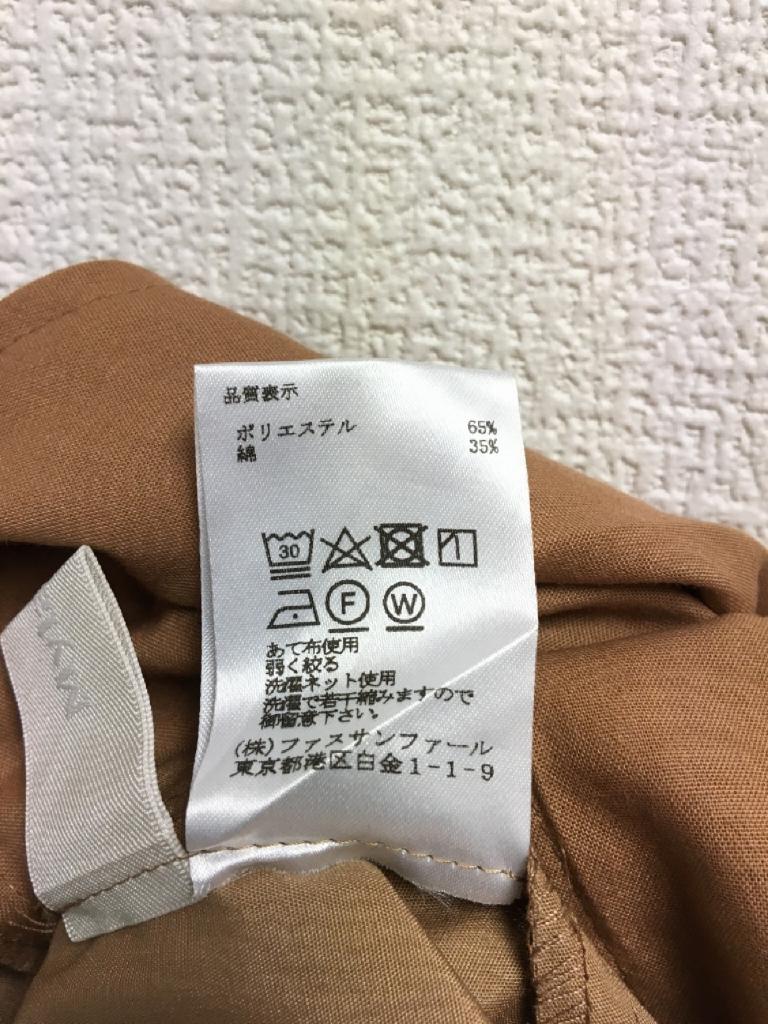 品質表示
ポリエステル 65%
綿 35%
30
F W
あて布使用
弱く絞る
洗濯ネット使用
洗濯で若干縮みますので
御留意下さい。
(株)ファスサンファール
東京都港区白金1-1-9